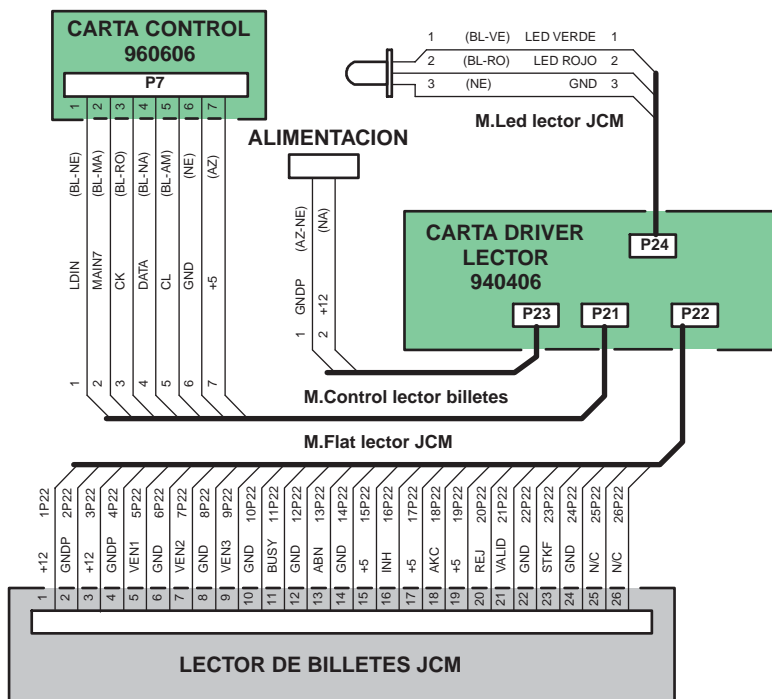 CARTA CONTROL
960606
P7
1 2 3 4 5 6 7
(BL-NE) (BL-MA) (BL-RO) (BL-NA) (BL-AM) (NE) (AZ)
LDIN MAIN7 CK DATA CL GND +5
1 2 3 4 5 6 7
1 (BL-VE) LED VERDE 1
2 (BL-RO) LED ROJO 2
3 (NE) GND 3
M.Led lector JCM
ALIMENTACION
(AZ-NE) (NA)
GNDP +12
1 2
CARTA DRIVER
LECTOR
940406
P24
P23 P21 P22
M.Control lector billetes
M.Flat lector JCM
1P22 2P22 3P22 4P22 5P22 6P22 7P22 8P22 9P22 10P22 11P22 12P22 13P22 14P22 15P22 16P22 17P22 18P22 19P22 20P22 21P22 22P22 23P22 24P22 25P22 26P22
+12 GNDP +12 GNDP VEN1 GND VEN2 GND VEN3 GND BUSY GND ABN GND +5 INH +5 AKC +5 REJ VALID GND STKF GND N/C N/C
1 2 3 4 5 6 7 8 9 10 11 12 13 14 15 16 17 18 19 20 21 22 23 24 25 26
LECTOR DE BILLETES JCM